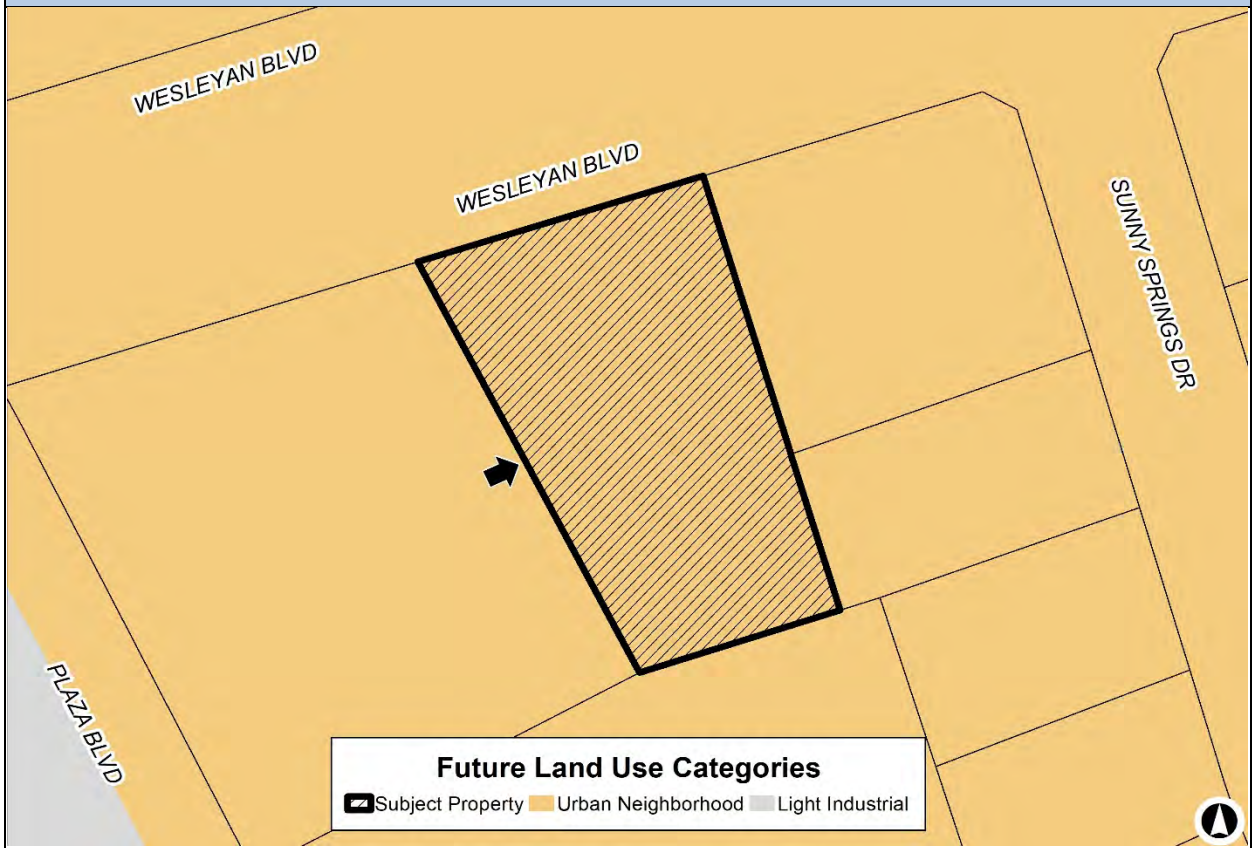 WESLEYAN BLVD
WESLEYAN BLVD
SUNNY SPRINGS DR
PLAZA BLVD
Future Land Use Categories
Subject Property Urban Neighborhood Light Industrial